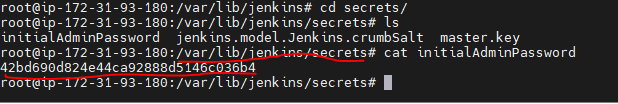 root@ip-172-31-93-180:/var/lib/jenkins# cd secrets/
root@ip-172-31-93-180:/var/lib/jenkins/secrets# ls
initialAdminPassword  jenkins.model.Jenkins.crumbSalt  master.key
root@ip-172-31-93-180:/var/lib/jenkins/secrets# cat initialAdminPassword
42bd690d824e44ca92888d5146c036b4
root@ip-172-31-93-180:/var/lib/jenkins/secrets#